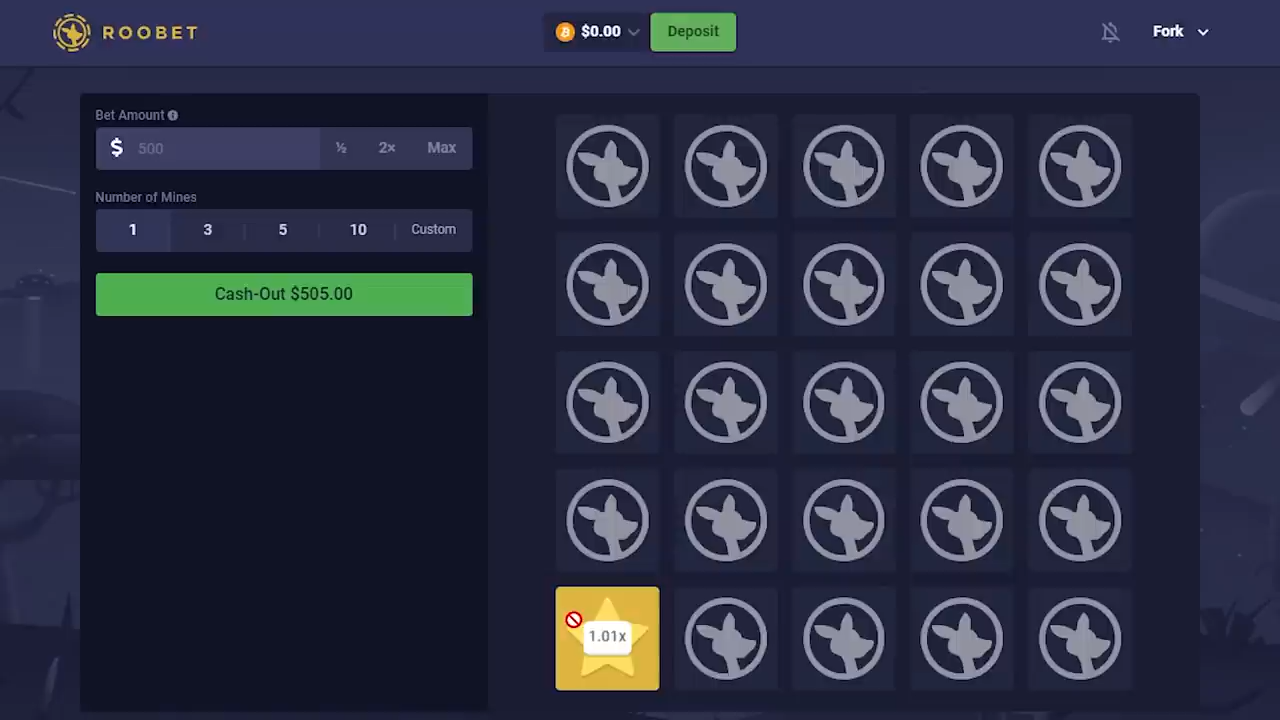 ROOBET
$0.00
Deposit
Fork
Bet Amount
$ 500 ½ 2× Max
Number of Mines
1 3 5 10 Custom
Cash-Out $505.00
1.01x